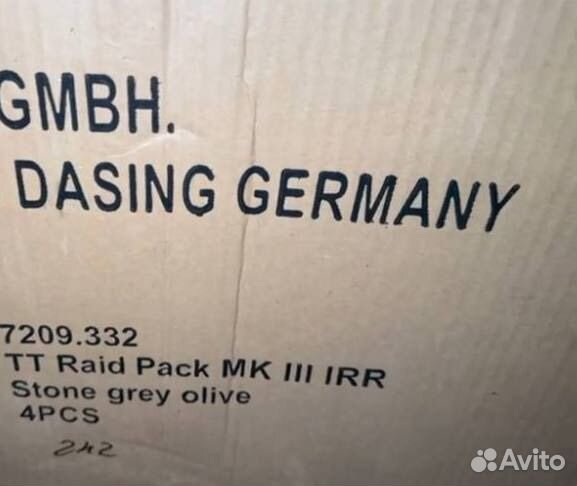 GMBH.
DASING GERMANY
7209.332
TT Raid Pack MK III IRR
Stone grey olive
4PCS
242
Avito